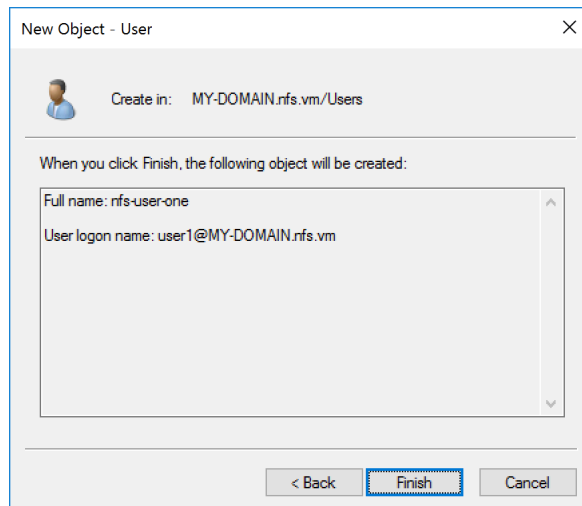 New Object - User
Create in: MY-DOMAIN.nfs.vm/Users
When you click Finish, the following object will be created:
Full name: nfs-user-one
User logon name: user1@MY-DOMAIN.nfs.vm
< Back Finish Cancel